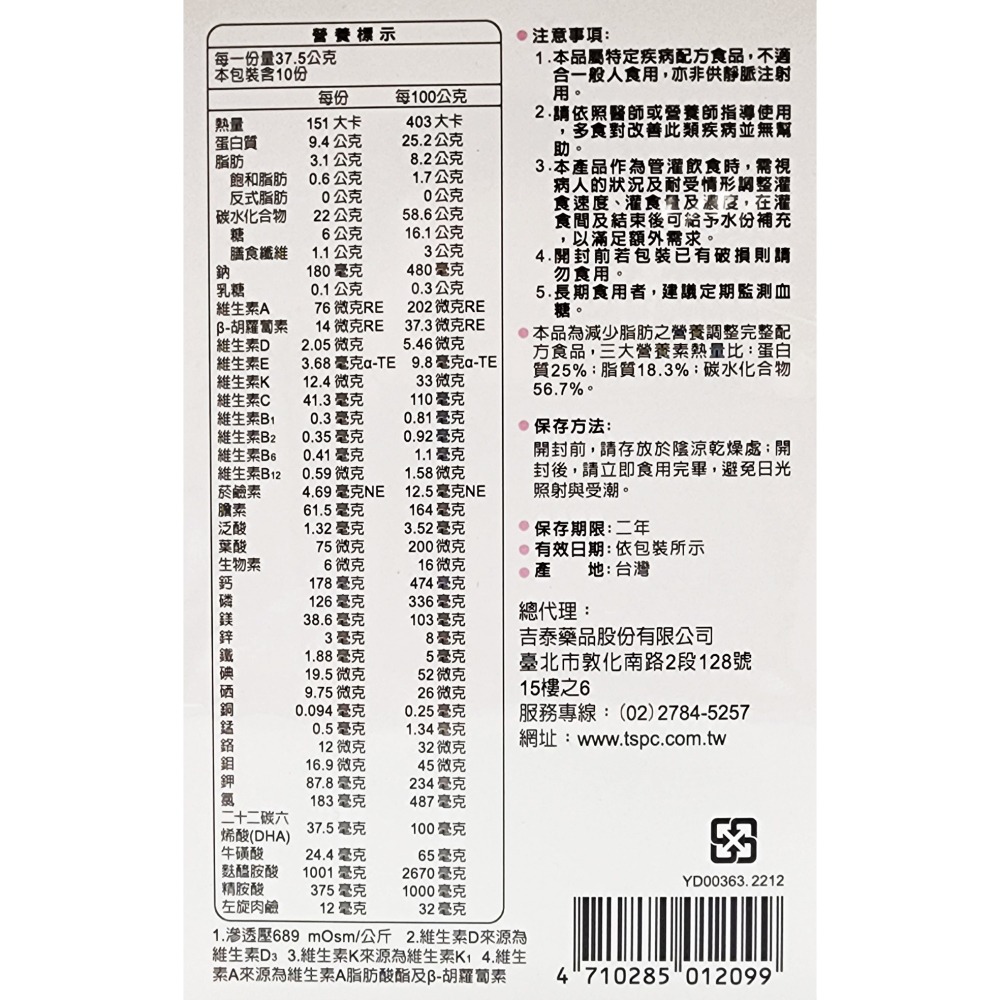 營養標示
每一份量37.5公克
本包裝含10份
每份 每100公克
熱量 151 大卡 403 大卡
蛋白質 9.4 公克 25.2 公克
脂肪 3.1 公克 8.2 公克
飽和脂肪 0.6 公克 1.7 公克
反式脂肪 0 公克 0 公克
碳水化合物 22 公克 58.6 公克
糖 6 公克 16.1 公克
膳食纖維 1.1 公克 3 公克
鈉 180 毫克 480 毫克
乳糖 0.1 公克 0.3 公克
維生素A 76 微克RE 202 微克RE
β-胡蘿蔔素 14 微克RE 37.3 微克RE
維生素D 2.05 微克 5.46 微克
維生素E 3.68 毫克α-TE 9.8 毫克α-TE
維生素K 12.4 微克 33 微克
維生素C 41.3 毫克 110 毫克
維生素B1 0.3 毫克 0.81 毫克
維生素B2 0.35 毫克 0.92 毫克
維生素B6 0.41 毫克 1.1 毫克
維生素B12 0.59 微克 1.58 微克
菸鹼素 4.69 毫克NE 12.5 毫克NE
膽素 61.5 毫克 164 毫克
泛酸 1.32 毫克 3.52 毫克
葉酸 75 微克 200 微克
生物素 6 微克 16 微克
鈣 178 毫克 474 毫克
磷 126 毫克 336 毫克
鎂 38.6 毫克 103 毫克
鋅 3 毫克 8 毫克
鐵 1.88 毫克 5 毫克
碘 19.5 微克 52 微克
硒 9.75 微克 26 微克
銅 0.094 毫克 0.25 毫克
錳 0.5 毫克 1.34 毫克
鉻 12 微克 32 微克
鉬 16.9 微克 45 微克
鉀 87.8 毫克 234 毫克
氯 183 毫克 487 毫克
二十二碳六
烯酸(DHA) 37.5 毫克 100 毫克
牛磺酸 24.4 毫克 65 毫克
麩醯胺酸 1001 毫克 2670 毫克
精胺酸 375 毫克 1000 毫克
左旋肉鹼 12 毫克 32 毫克
1.滲透壓689 mOsm/公斤 2.維生素D來源為
維生素D3 3.維生素K來源為維生素K1 4.維生
素A來源為維生素A脂肪酸酯及β-胡蘿蔔素
注意事項:
1.本品屬特定疾病配方食品,不適
合一般人食用,亦非供靜脈注射
用。
2.請依照醫師或營養師指導使用
,多食對改善此類疾病並無幫
助。
3.本產品作為管灌飲食時,需視
病人的狀況及耐受情形調整灌
食速度、灌食量及濃度,在灌
食間及結束後可給予水份補充
,以滿足額外需求。
4.開封前若包裝已有破損則請
勿食用。
5.長期食用者,建議定期監測血
糖。
本品為減少脂肪之營養調整完整配
方食品,三大營養素熱量比:蛋白
質25%;脂質18.3%;碳水化合物
56.7%。
保存方法:
開封前,請存放於陰涼乾燥處;開
封後,請立即食用完畢,避免日光
照射與受潮。
保存期限:二年
有效日期:依包裝所示
產 地:台灣
總代理:
吉泰藥品股份有限公司
臺北市敦化南路2段128號
15樓之6
服務專線:(02)2784-5257
網址:www.tspc.com.tw
YD00363.2212
4 710285 012099